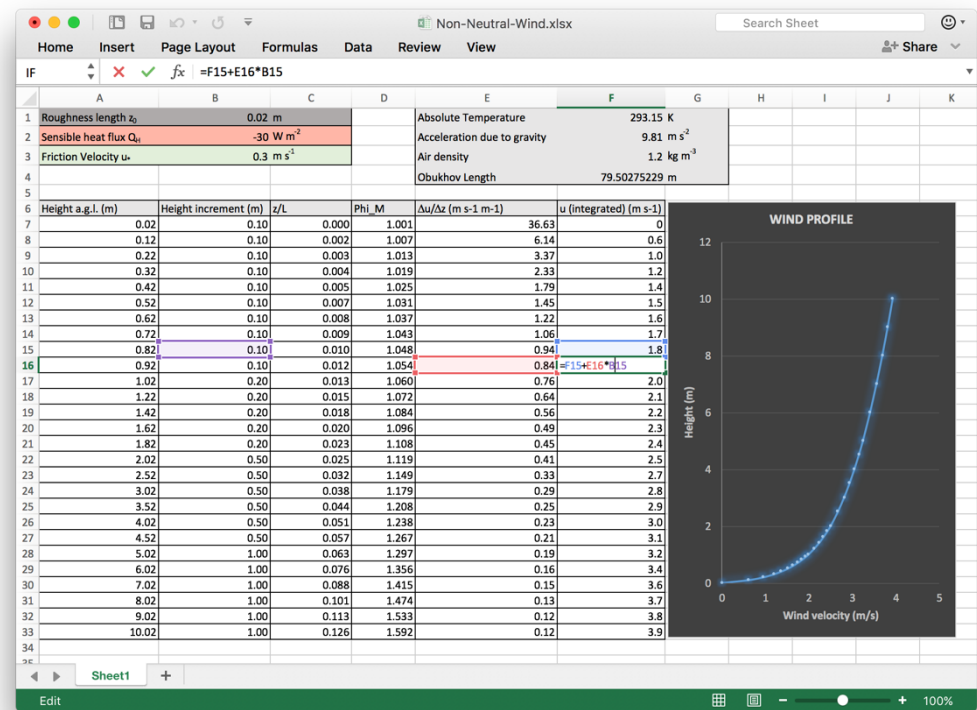 Non-Neutral-Wind.xlsx
Search Sheet
Home Insert Page Layout Formulas Data Review View Share
IF fx =F15+E16*B15
A B C D E F G H I J K
1 Roughness length z₀ 0.02 m Absolute Temperature 293.15 K
2 Sensible heat flux Qₕ -30 W m⁻² Acceleration due to gravity 9.81 m s⁻²
3 Friction Velocity u* 0.3 m s⁻¹ Air density 1.2 kg m⁻³
4 Obukhov Length 79.50275229 m
5
6 Height a.g.l. (m) Height increment (m) z/L Phi_M Δu/Δz (m s-1 m-1) u (integrated) (m s-1)
7 0.02 0.10 0.000 1.001 36.63 0
8 0.12 0.10 0.002 1.007 6.14 0.6
9 0.22 0.10 0.003 1.013 3.37 1.0
10 0.32 0.10 0.004 1.019 2.33 1.2
11 0.42 0.10 0.005 1.025 1.79 1.4
12 0.52 0.10 0.007 1.031 1.45 1.5
13 0.62 0.10 0.008 1.037 1.22 1.6
14 0.72 0.10 0.009 1.043 1.06 1.7
15 0.82 0.10 0.010 1.048 0.94 1.8
16 0.92 0.10 0.012 1.054 0.84 =F15+E16*B15
17 1.02 0.20 0.013 1.060 0.76 2.0
18 1.22 0.20 0.015 1.072 0.64 2.1
19 1.42 0.20 0.018 1.084 0.56 2.2
20 1.62 0.20 0.020 1.096 0.49 2.3
21 1.82 0.20 0.023 1.108 0.45 2.4
22 2.02 0.50 0.025 1.119 0.41 2.5
23 2.52 0.50 0.032 1.149 0.33 2.7
24 3.02 0.50 0.038 1.179 0.29 2.8
25 3.52 0.50 0.044 1.208 0.25 2.9
26 4.02 0.50 0.051 1.238 0.23 3.0
27 4.52 0.50 0.057 1.267 0.21 3.1
28 5.02 1.00 0.063 1.297 0.19 3.2
29 6.02 1.00 0.076 1.356 0.16 3.4
30 7.02 1.00 0.088 1.415 0.15 3.6
31 8.02 1.00 0.101 1.474 0.13 3.7
32 9.02 1.00 0.113 1.533 0.12 3.8
33 10.02 1.00 0.126 1.592 0.12 3.9
34
35
WIND PROFILE
12
10
8
6
4
2
0
Height (m)
0 1 2 3 4 5
Wind velocity (m/s)
Sheet1 +
Edit 100%